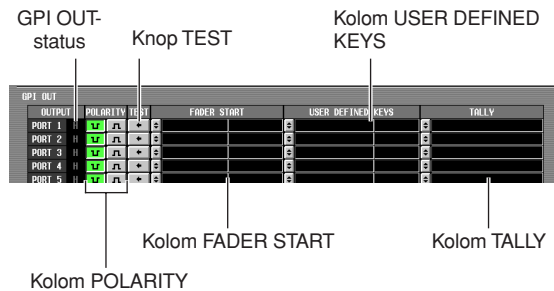 GPI OUT-
status
Knop TEST
Kolom USER DEFINED
KEYS
GPI OUT
OUTPUT POLARITY TEST FADER START USER DEFINED KEYS TALLY
PORT 1 H
PORT 2 H
PORT 3 H
PORT 4 H
PORT 5 H
Kolom FADER START
Kolom TALLY
Kolom POLARITY